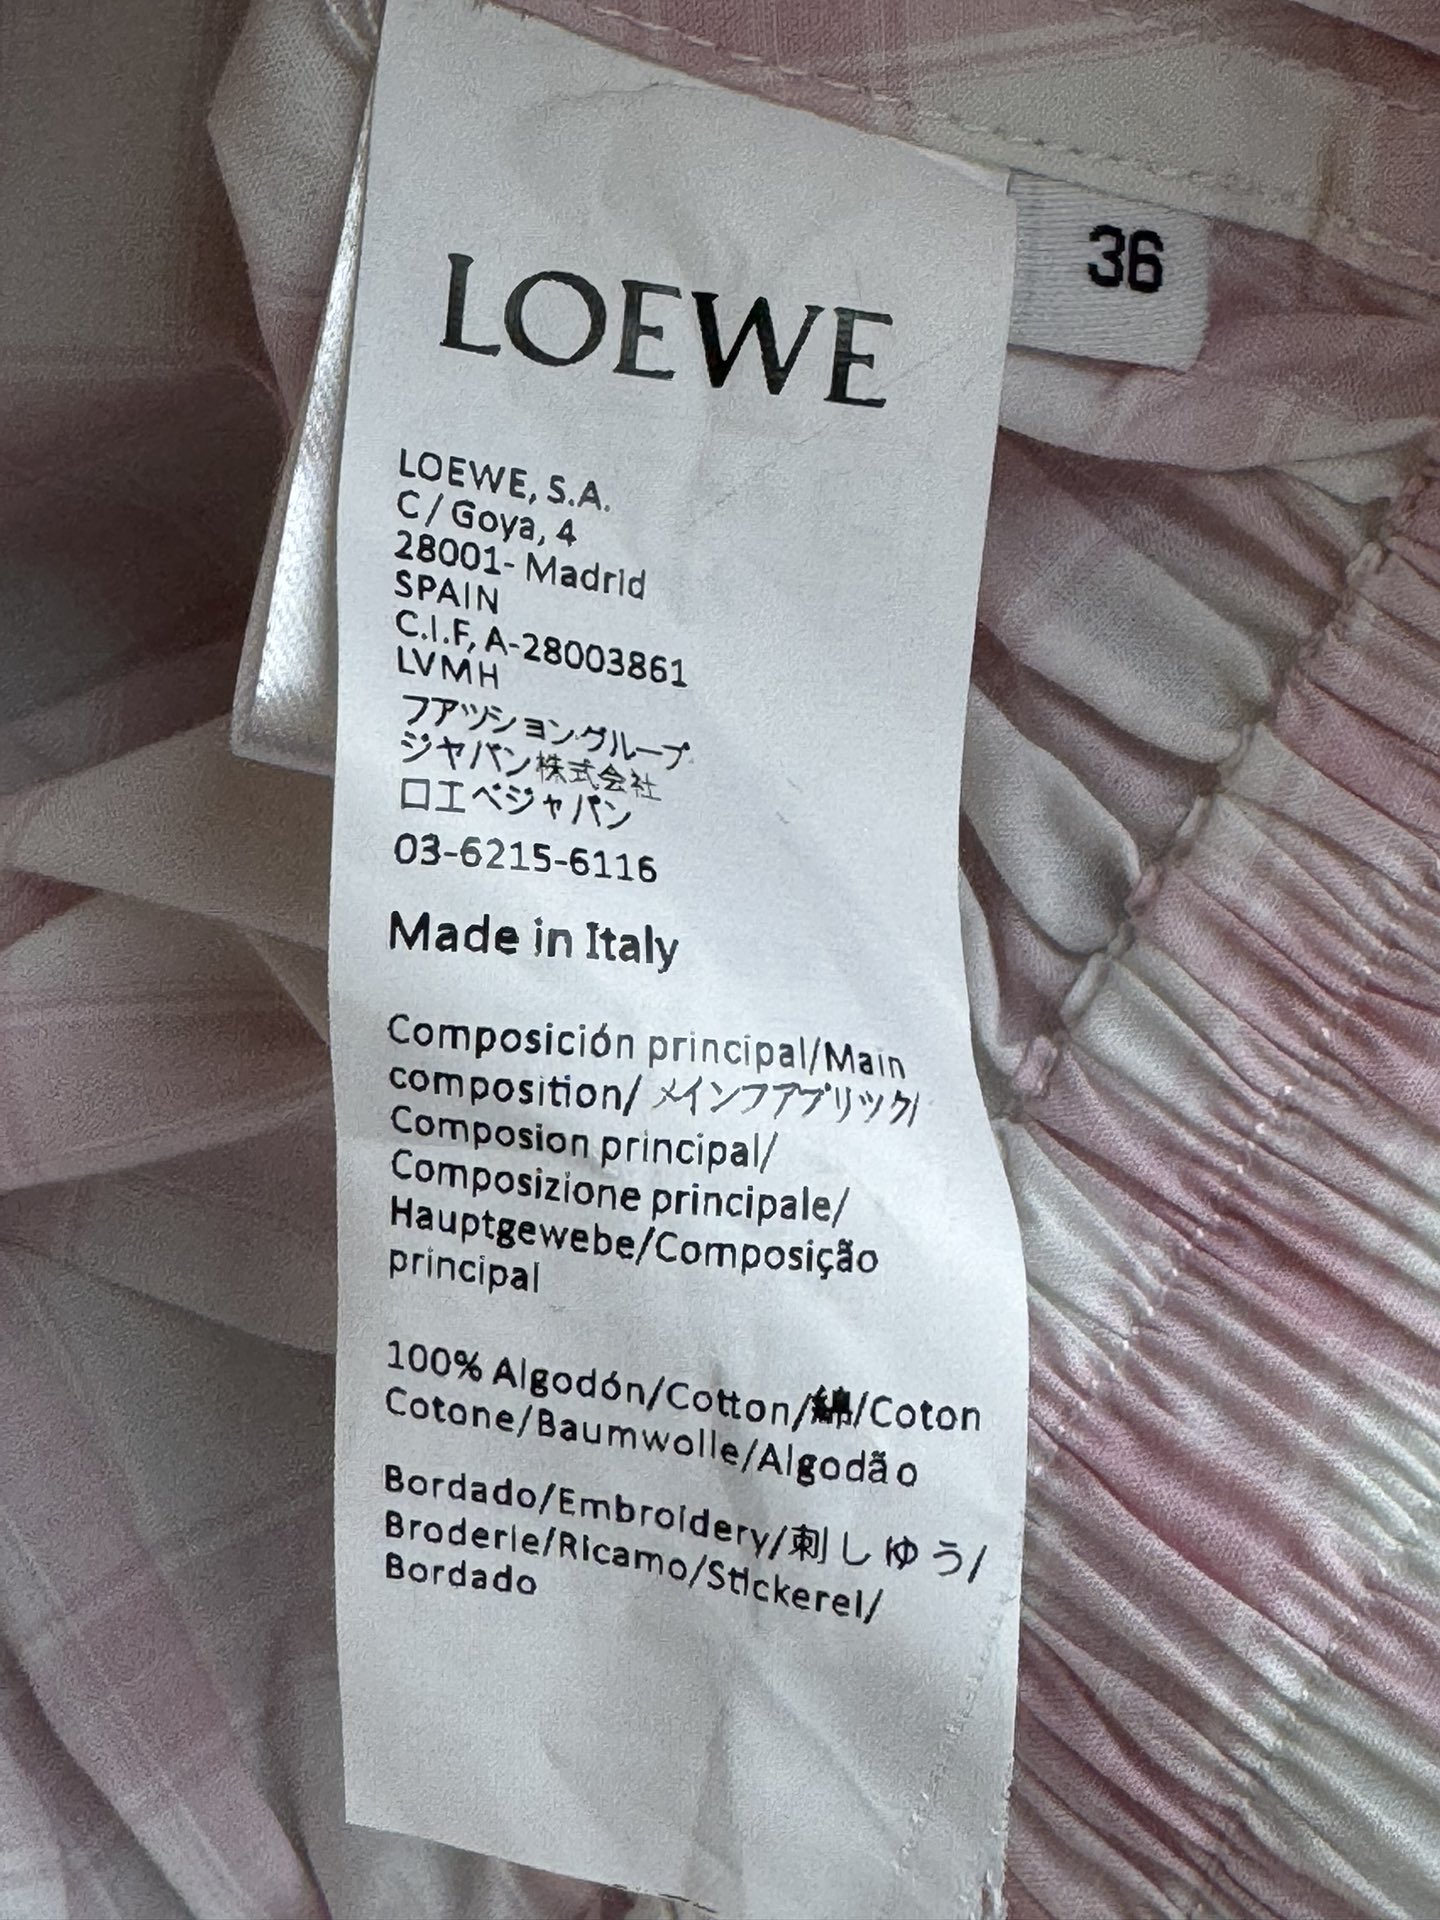 LOEWE
36
LOEWE, S.A.
C/ Goya, 4
28001- Madrid
SPAIN
C.I.F, A-28003861
LVMH
フアツション・グループ
ジヤパン株式会社
ロエベジャパン
03-6215-6116
Made in Italy
Composición principal/Main
composition/ メインフアブリック/
Composion principal/
Composizione principale/
Hauptgewebe/Composição
principal
100% Algodón/Cotton/綿/Coton
Cotone/Baumwolle/Algodão
Bordado/Embroidery/刺しゆう/
Broderie/Ricamo/Stickerei/
Bordado